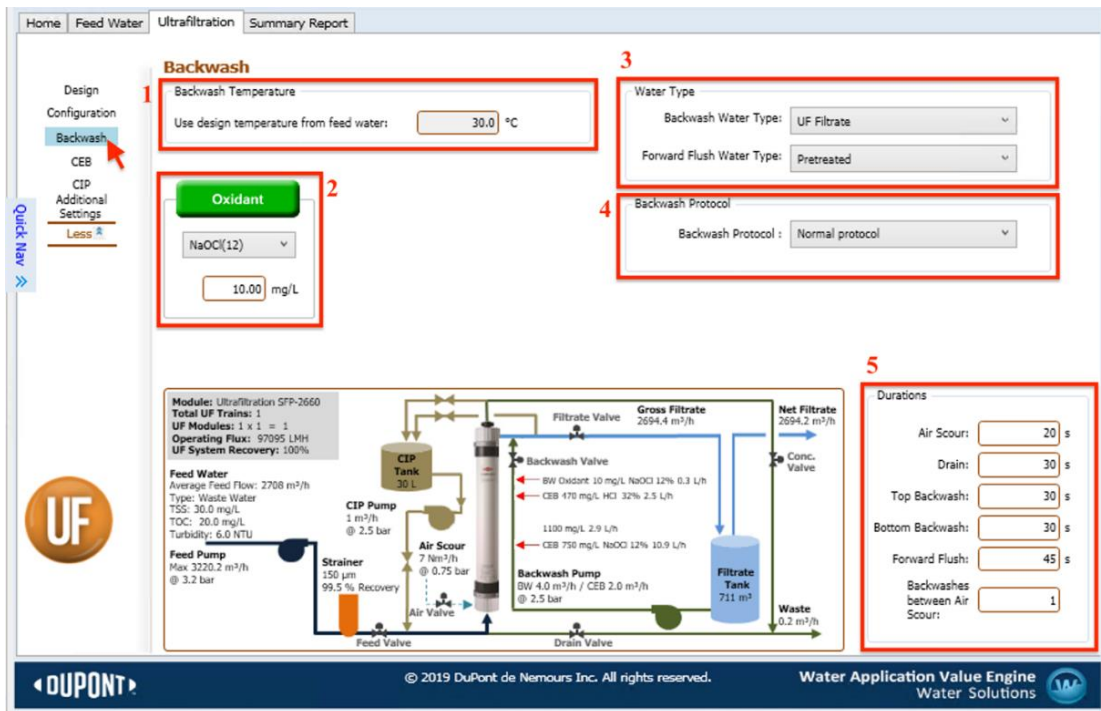 Home
Feed Water
Ultrafiltration
Summary Report
Design
Configuration
Backwash
CEB
CIP
Additional
Settings
Less
Quick Nav
Backwash
1
Backwash Temperature
Use design temperature from feed water:
30.0 °C
2
Oxidant
NaOCl(12)
10.00 mg/L
3
Water Type
Backwash Water Type: UF Filtrate
Forward Flush Water Type: Pretreated
4
Backwash Protocol
Backwash Protocol : Normal protocol
UF
Module: Ultrafiltration SFP-2660
Total UF Trains: 1
UF Modules: 1 x 1 = 1
Operating Flux: 97095 LMH
UF System Recovery: 100%
Feed Water
Average Feed Flow: 2708 m³/h
Type: Waste Water
TSS: 30.0 mg/L
TOC: 20.0 mg/L
Turbidity: 6.0 NTU
Feed Pump
Max 3220.2 m³/h
@ 3.2 bar
Strainer
150 µm
99.5 % Recovery
CIP
Tank
30 L
CIP Pump
1 m³/h
@ 2.5 bar
Air Scour
7 Nm³/h
@ 0.75 bar
Air Valve
Feed Valve
Filtrate Valve
Gross Filtrate
2694.4 m³/h
Net Filtrate
2694.2 m³/h
Backwash Valve
Conc.
Valve
BW Oxidant 10 mg/L NaOCl 12% 0.3 L/h
CEB 470 mg/L HCl 32% 2.5 L/h
1100 mg/L 2.9 L/h
CEB 750 mg/L NaOCl 12% 10.9 L/h
Backwash Pump
BW 4.0 m³/h / CEB 2.0 m³/h
@ 2.5 bar
Filtrate
Tank
711 m³
Waste
0.2 m³/h
Drain Valve
5
Durations
Air Scour: 20 s
Drain: 30 s
Top Backwash: 30 s
Bottom Backwash: 30 s
Forward Flush: 45 s
Backwashes
between Air
Scour:
1
DUPONT
© 2019 DuPont de Nemours Inc. All rights reserved.
Water Application Value Engine
Water Solutions
W